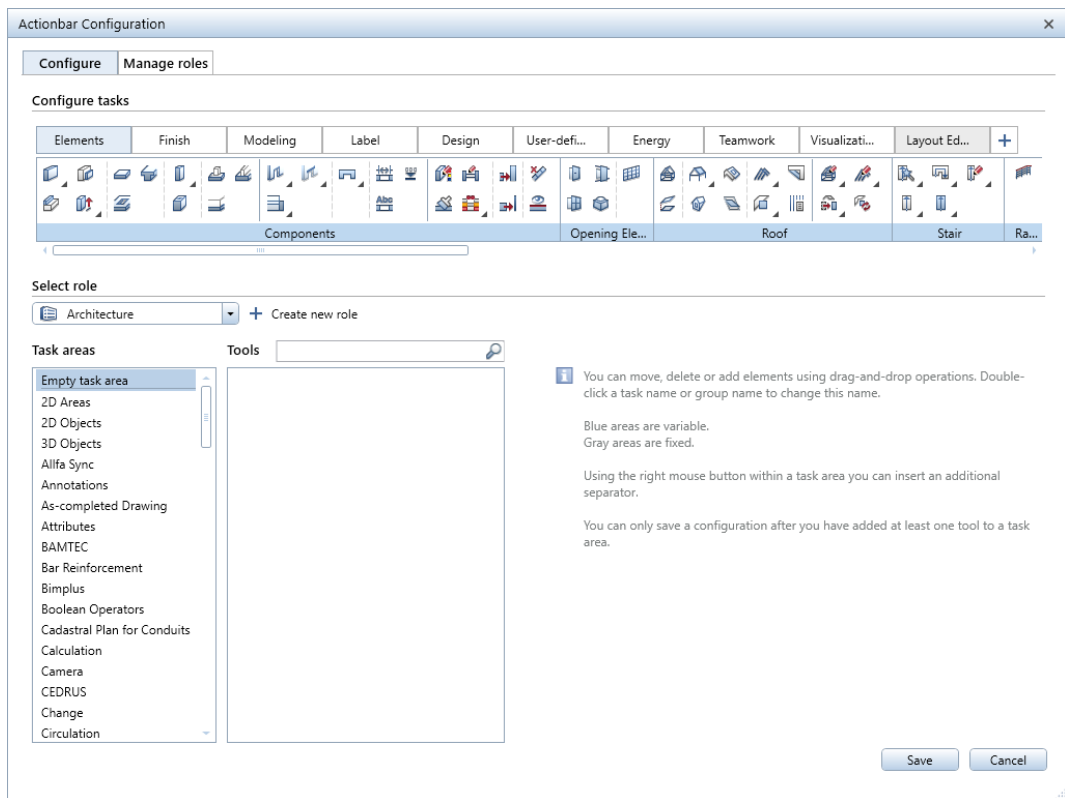 Actionbar Configuration
Configure
Manage roles
Configure tasks
Elements
Finish
Modeling
Label
Design
User-defi...
Energy
Teamwork
Visualizati...
Layout Ed...
Abc
Components
Opening Ele...
Roof
Stair
Ra...
Select role
Architecture
Create new role
Task areas
Tools
Empty task area
2D Areas
2D Objects
3D Objects
Allfa Sync
Annotations
As-completed Drawing
Attributes
BAMTEC
Bar Reinforcement
Bimplus
Boolean Operators
Cadastral Plan for Conduits
Calculation
Camera
CEDRUS
Change
Circulation
You can move, delete or add elements using drag-and-drop operations. Double-
click a task name or group name to change this name.
Blue areas are variable.
Gray areas are fixed.
Using the right mouse button within a task area you can insert an additional
separator.
You can only save a configuration after you have added at least one tool to a task
area.
Save
Cancel